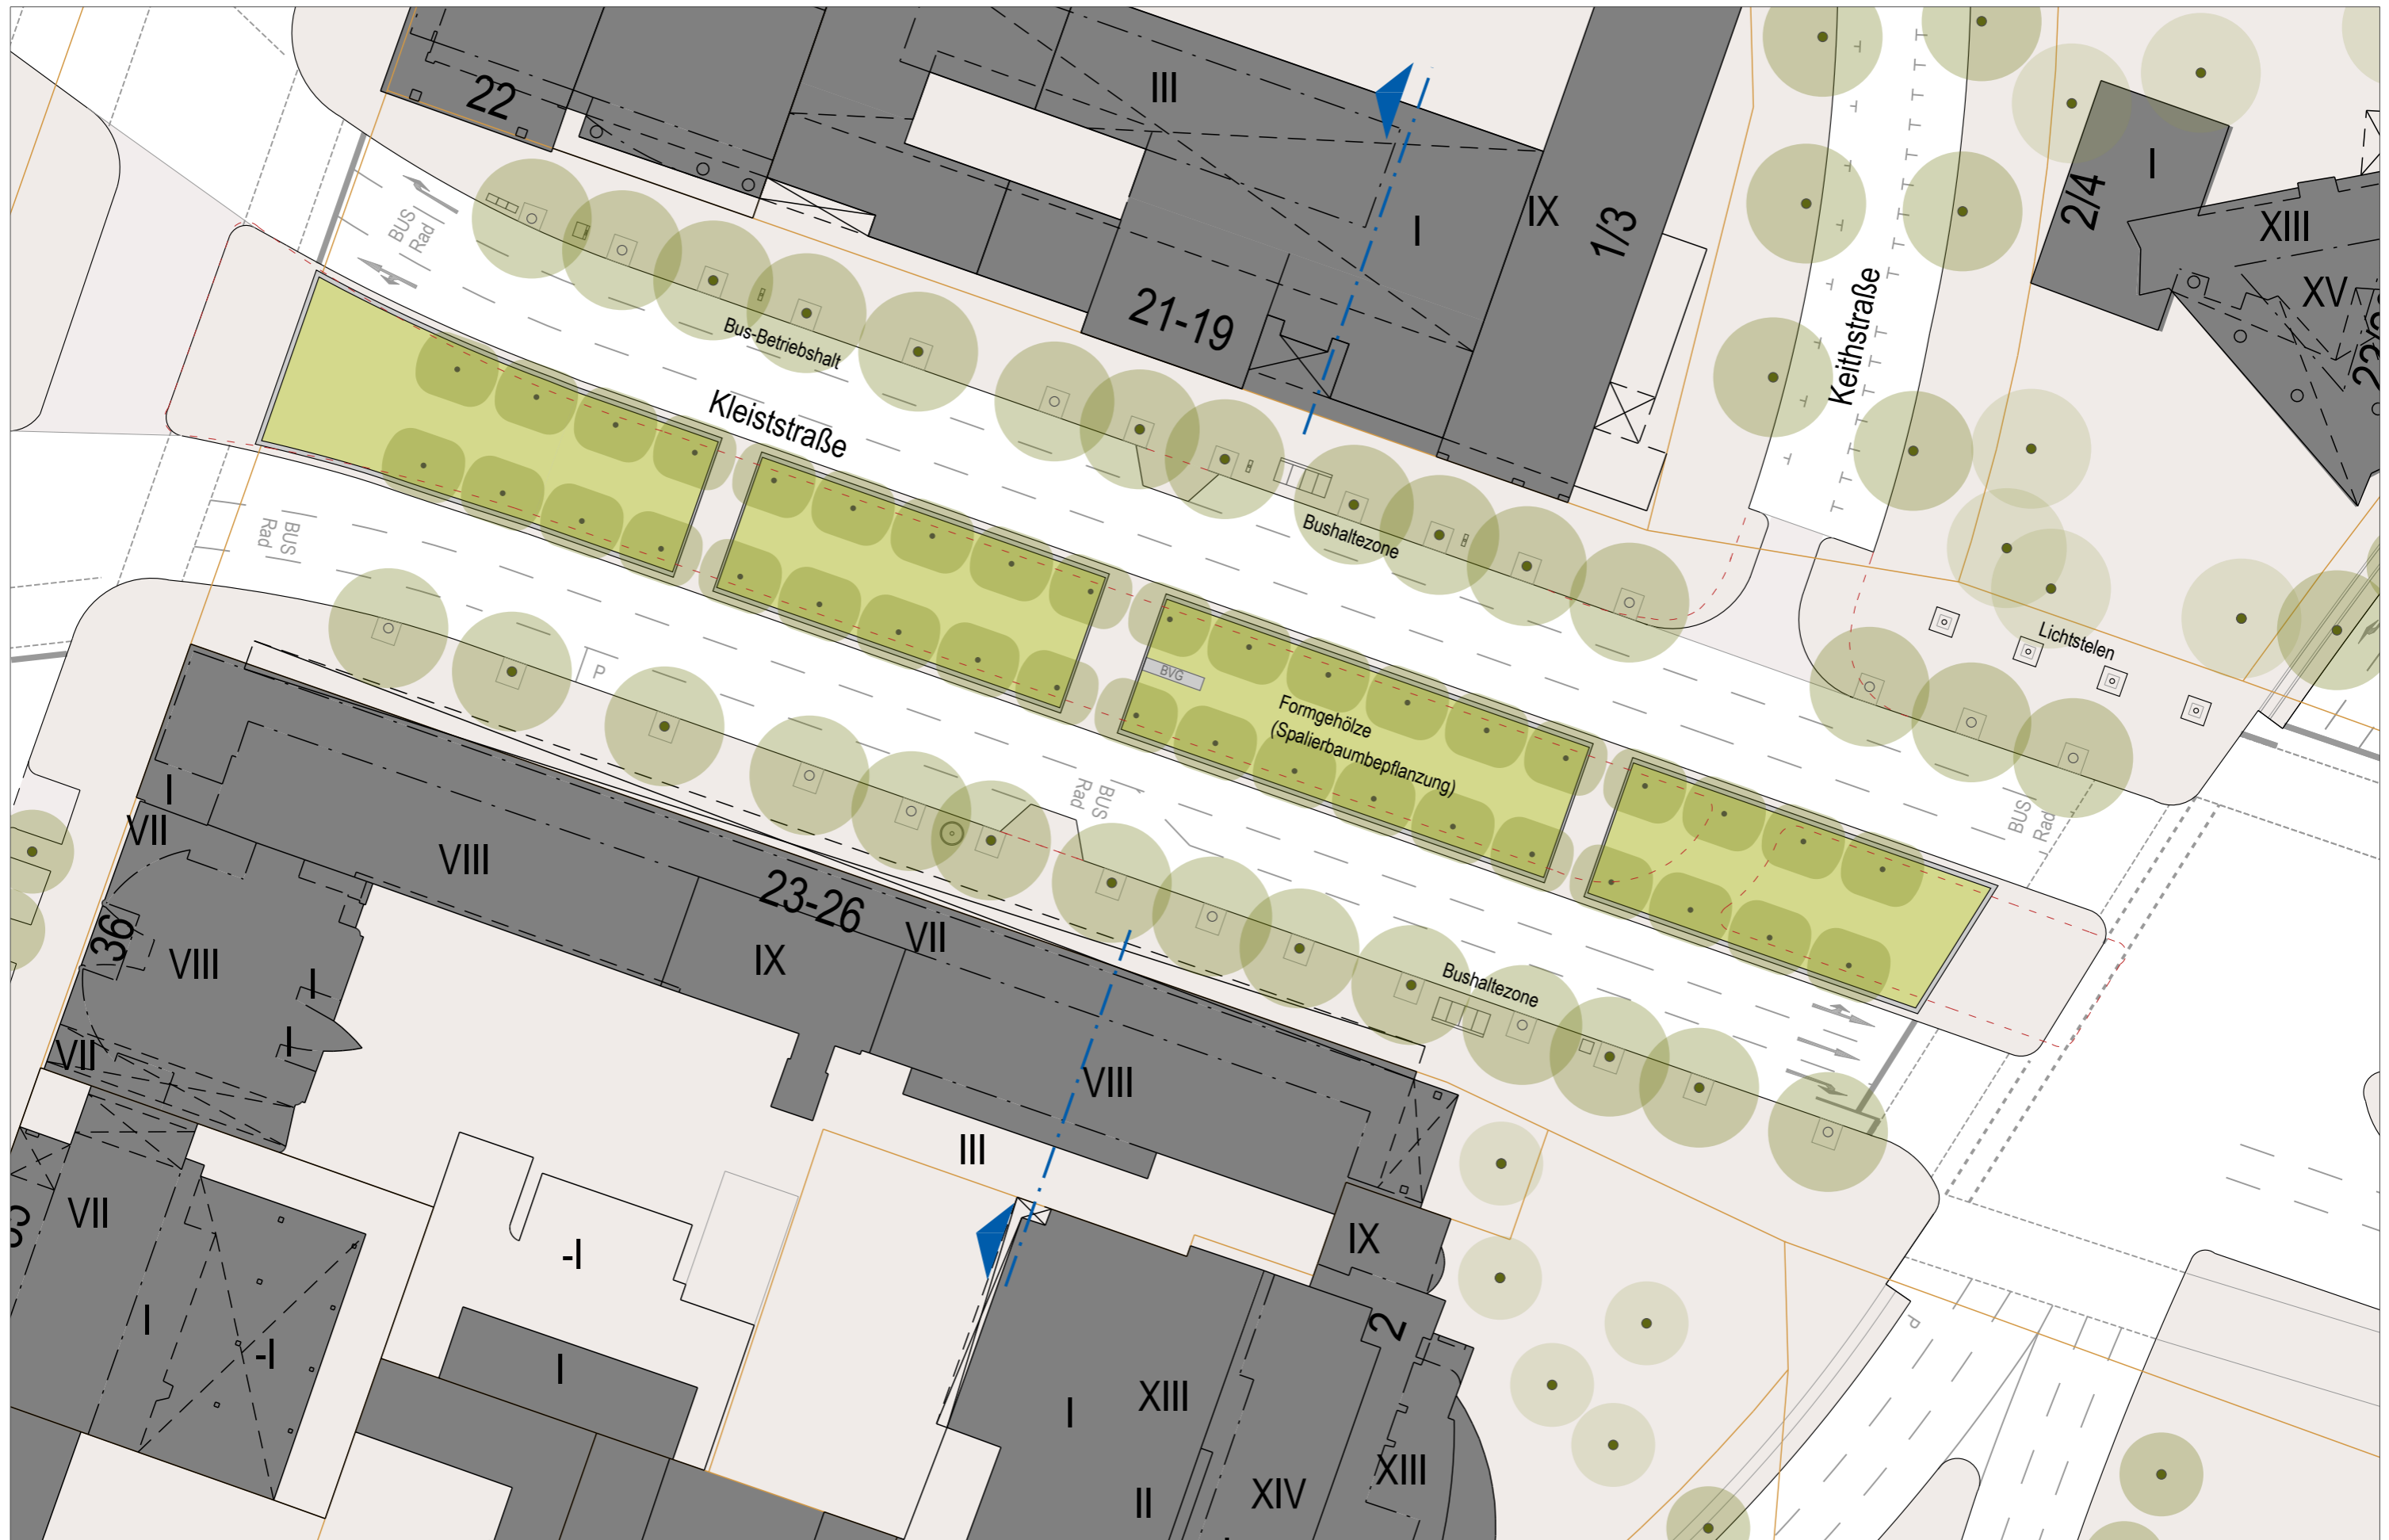 22
III
I
IX
1/3
2/4
I
XIII
XV
BUS
Rad
Bus-Betriebshalt
21-19
Keithstraße
Kleiststraße
Bushaltezone
BUS
Rad
Lichtstelen
P
BVG
Formgehölze
(Spalierbaumbepflanzung)
BUS
Rad
BUS
Rad
I
VII
VIII
23-26
VII
IX
36
VIII
I
I
VII
Bushaltezone
VIII
III
VII
-I
IX
2
I
-I
I
I
XIII
XIII
XIV
II
P